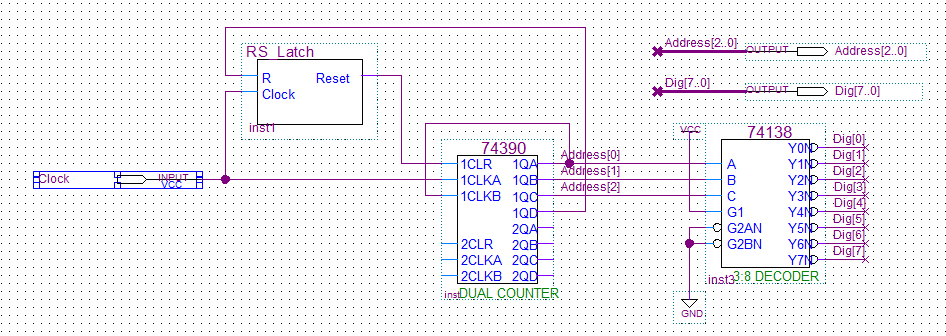 RS_Latch
R Reset
Clock
inst1
Address[2..0] OUTPUT Address[2..0]
Dig[7..0] OUTPUT Dig[7..0]
Clock INPUT
VCC
74390
1CLR 1QA
1CLKA 1QB
1CLKB 1QC
1QD
2QA
2CLR 2QB
2CLKA 2QC
2CLKB 2QD
inst DUAL COUNTER
Address[0]
Address[1]
Address[2]
VCC
74138
A Y0N
B Y1N
C Y2N
Y3N
G1 Y4N
G2AN Y5N
G2BN Y6N
Y7N
inst3 3:8 DECODER
Dig[0]
Dig[1]
Dig[2]
Dig[3]
Dig[4]
Dig[5]
Dig[6]
Dig[7]
GND